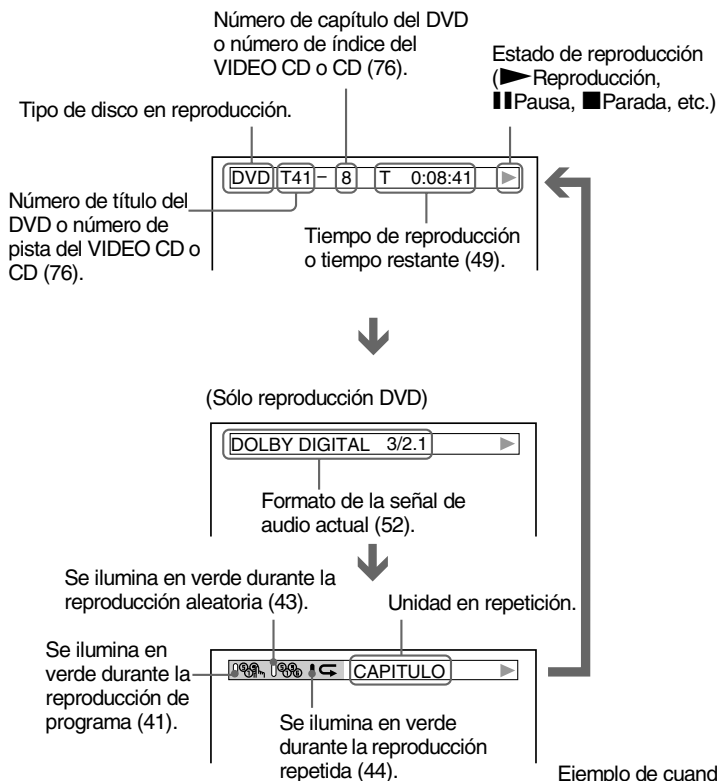 Número de capítulo del DVD
o número de índice del
VIDEO CD o CD (76).
Estado de reproducción
(▶Reproducción,
❚❚Pausa, ■Parada, etc.)
Tipo de disco en reproducción.
DVD T41 – 8 T 0:08:41 ▶
Número de título del
DVD o número de
pista del VIDEO CD o
CD (76).
Tiempo de reproducción
o tiempo restante (49).
(Sólo reproducción DVD)
DOLBY DIGITAL 3/2.1 ▶
Formato de la señal de
audio actual (52).
Se ilumina en verde durante la
reproducción aleatoria (43).
Unidad en repetición.
Se ilumina en
verde durante la
reproducción de
programa (41).
CAPITULO ▶
Se ilumina en verde
durante la reproducción
repetida (44).
Ejemplo de cuand